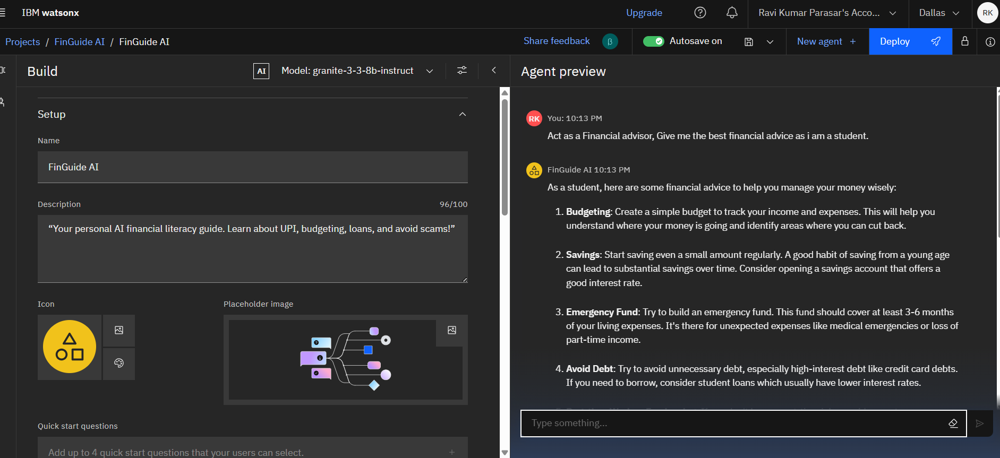 IBM watsonx
Upgrade
Ravi Kumar Parasar's Acco...
Dallas
RK
Projects / FinGuide AI / FinGuide AI
Share feedback
β
Autosave on
New agent +
Deploy
Build
AI
Model: granite-3-3-8b-instruct
Setup
Name
FinGuide AI
Description
96/100
“Your personal AI financial literacy guide. Learn about UPI, budgeting, loans, and avoid scams!”
Icon
Placeholder image
Quick start questions
Add up to 4 quick start questions that your users can select.
Agent preview
RK
You: 10:13 PM
Act as a Financial advisor, Give me the best financial advice as i am a student.
FinGuide AI 10:13 PM
As a student, here are some financial advice to help you manage your money wisely:
1. Budgeting: Create a simple budget to track your income and expenses. This will help you
understand where your money is going and identify areas where you can cut back.
2. Savings: Start saving even a small amount regularly. A good habit of saving from a young age
can lead to substantial savings over time. Consider opening a savings account that offers a
good interest rate.
3. Emergency Fund: Try to build an emergency fund. This fund should cover at least 3-6 months
of your living expenses. It's there for unexpected expenses like medical emergencies or loss of
part-time income.
4. Avoid Debt: Try to avoid unnecessary debt, especially high-interest debt like credit card debts.
If you need to borrow, consider student loans which usually have lower interest rates.
Type something...